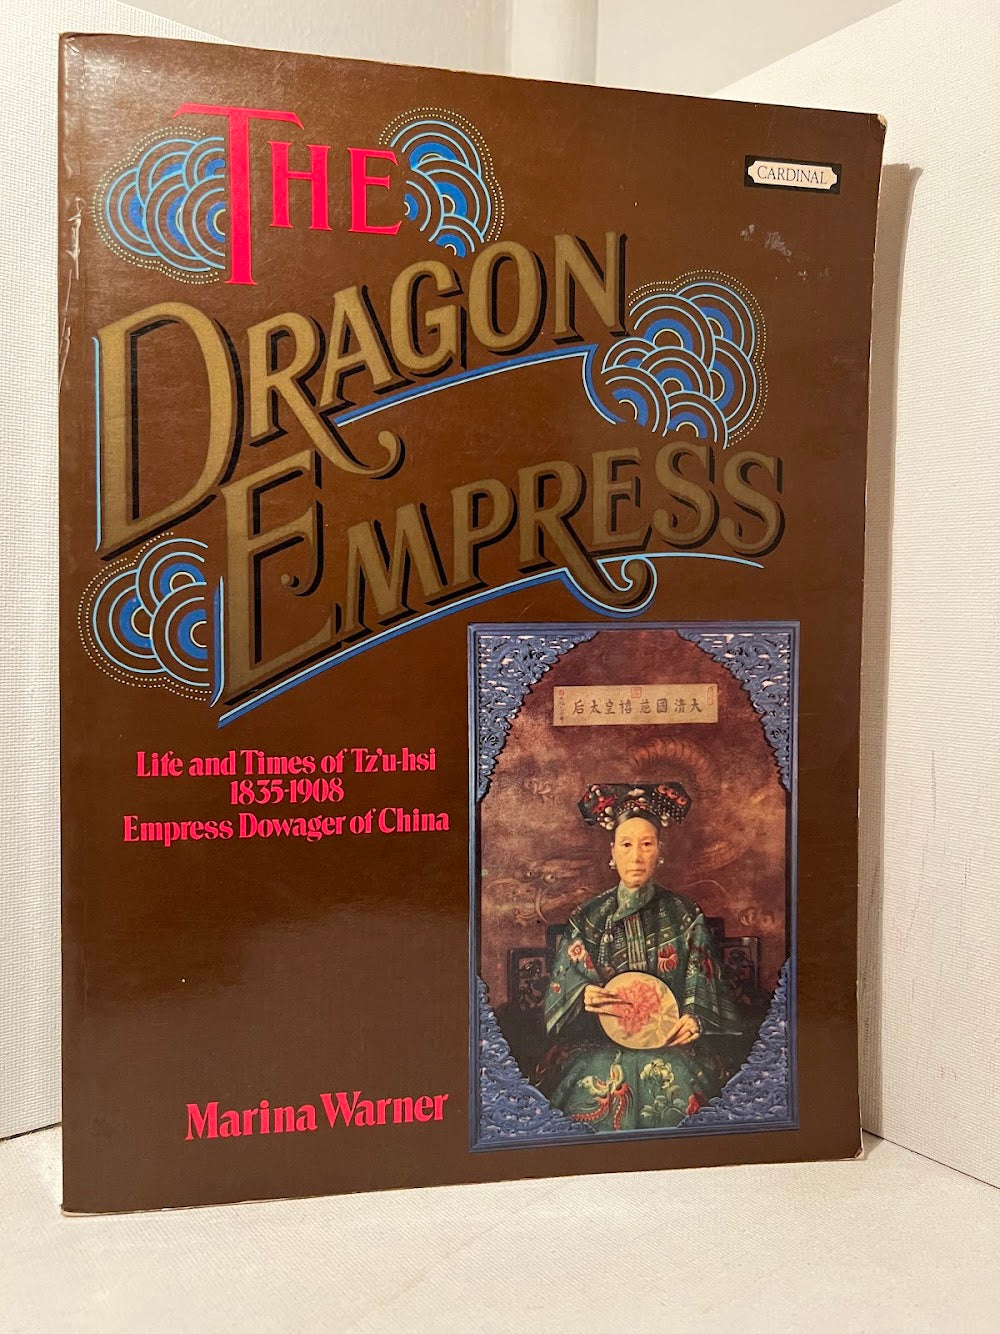 THE
CARDINAL
DRAGON
EMPRESS
大清國慈禧皇太后
Life and Times of Tz'u-hsi
1835-1908
Empress Dowager of China
Marina Warner